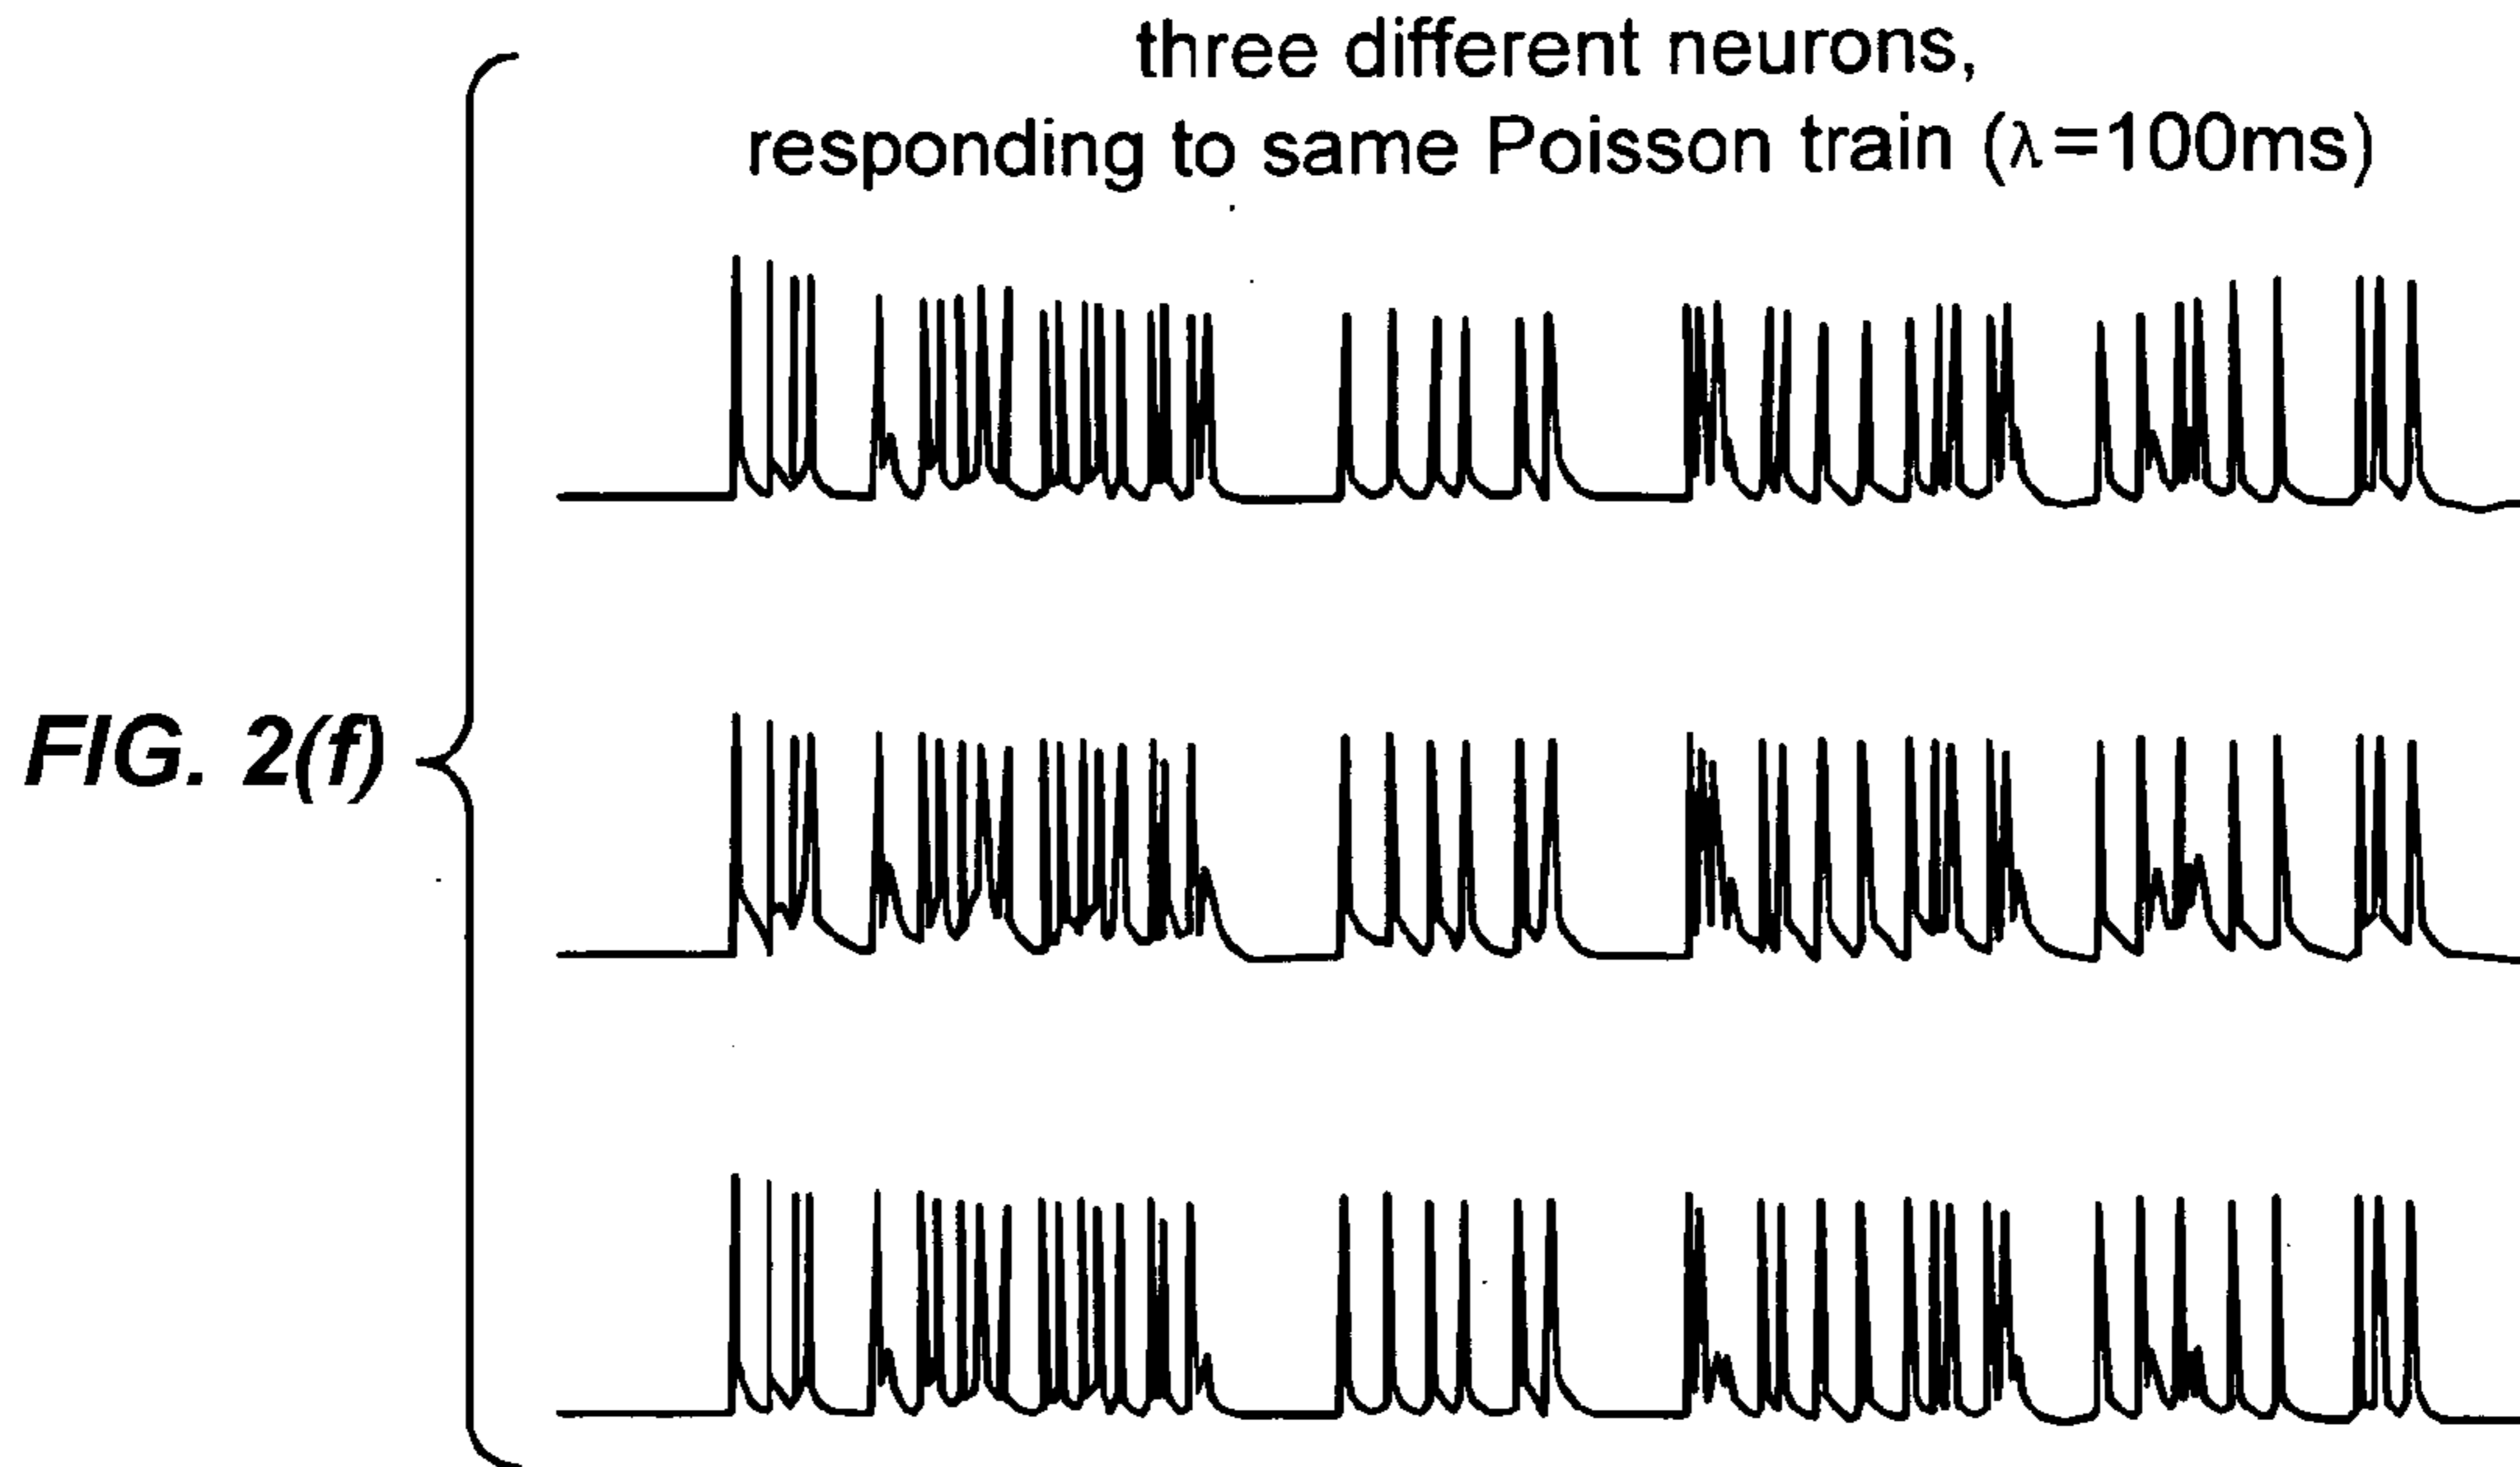 three different neurons,
responding to same Poisson train (λ=100ms)
FIG. 2(f)